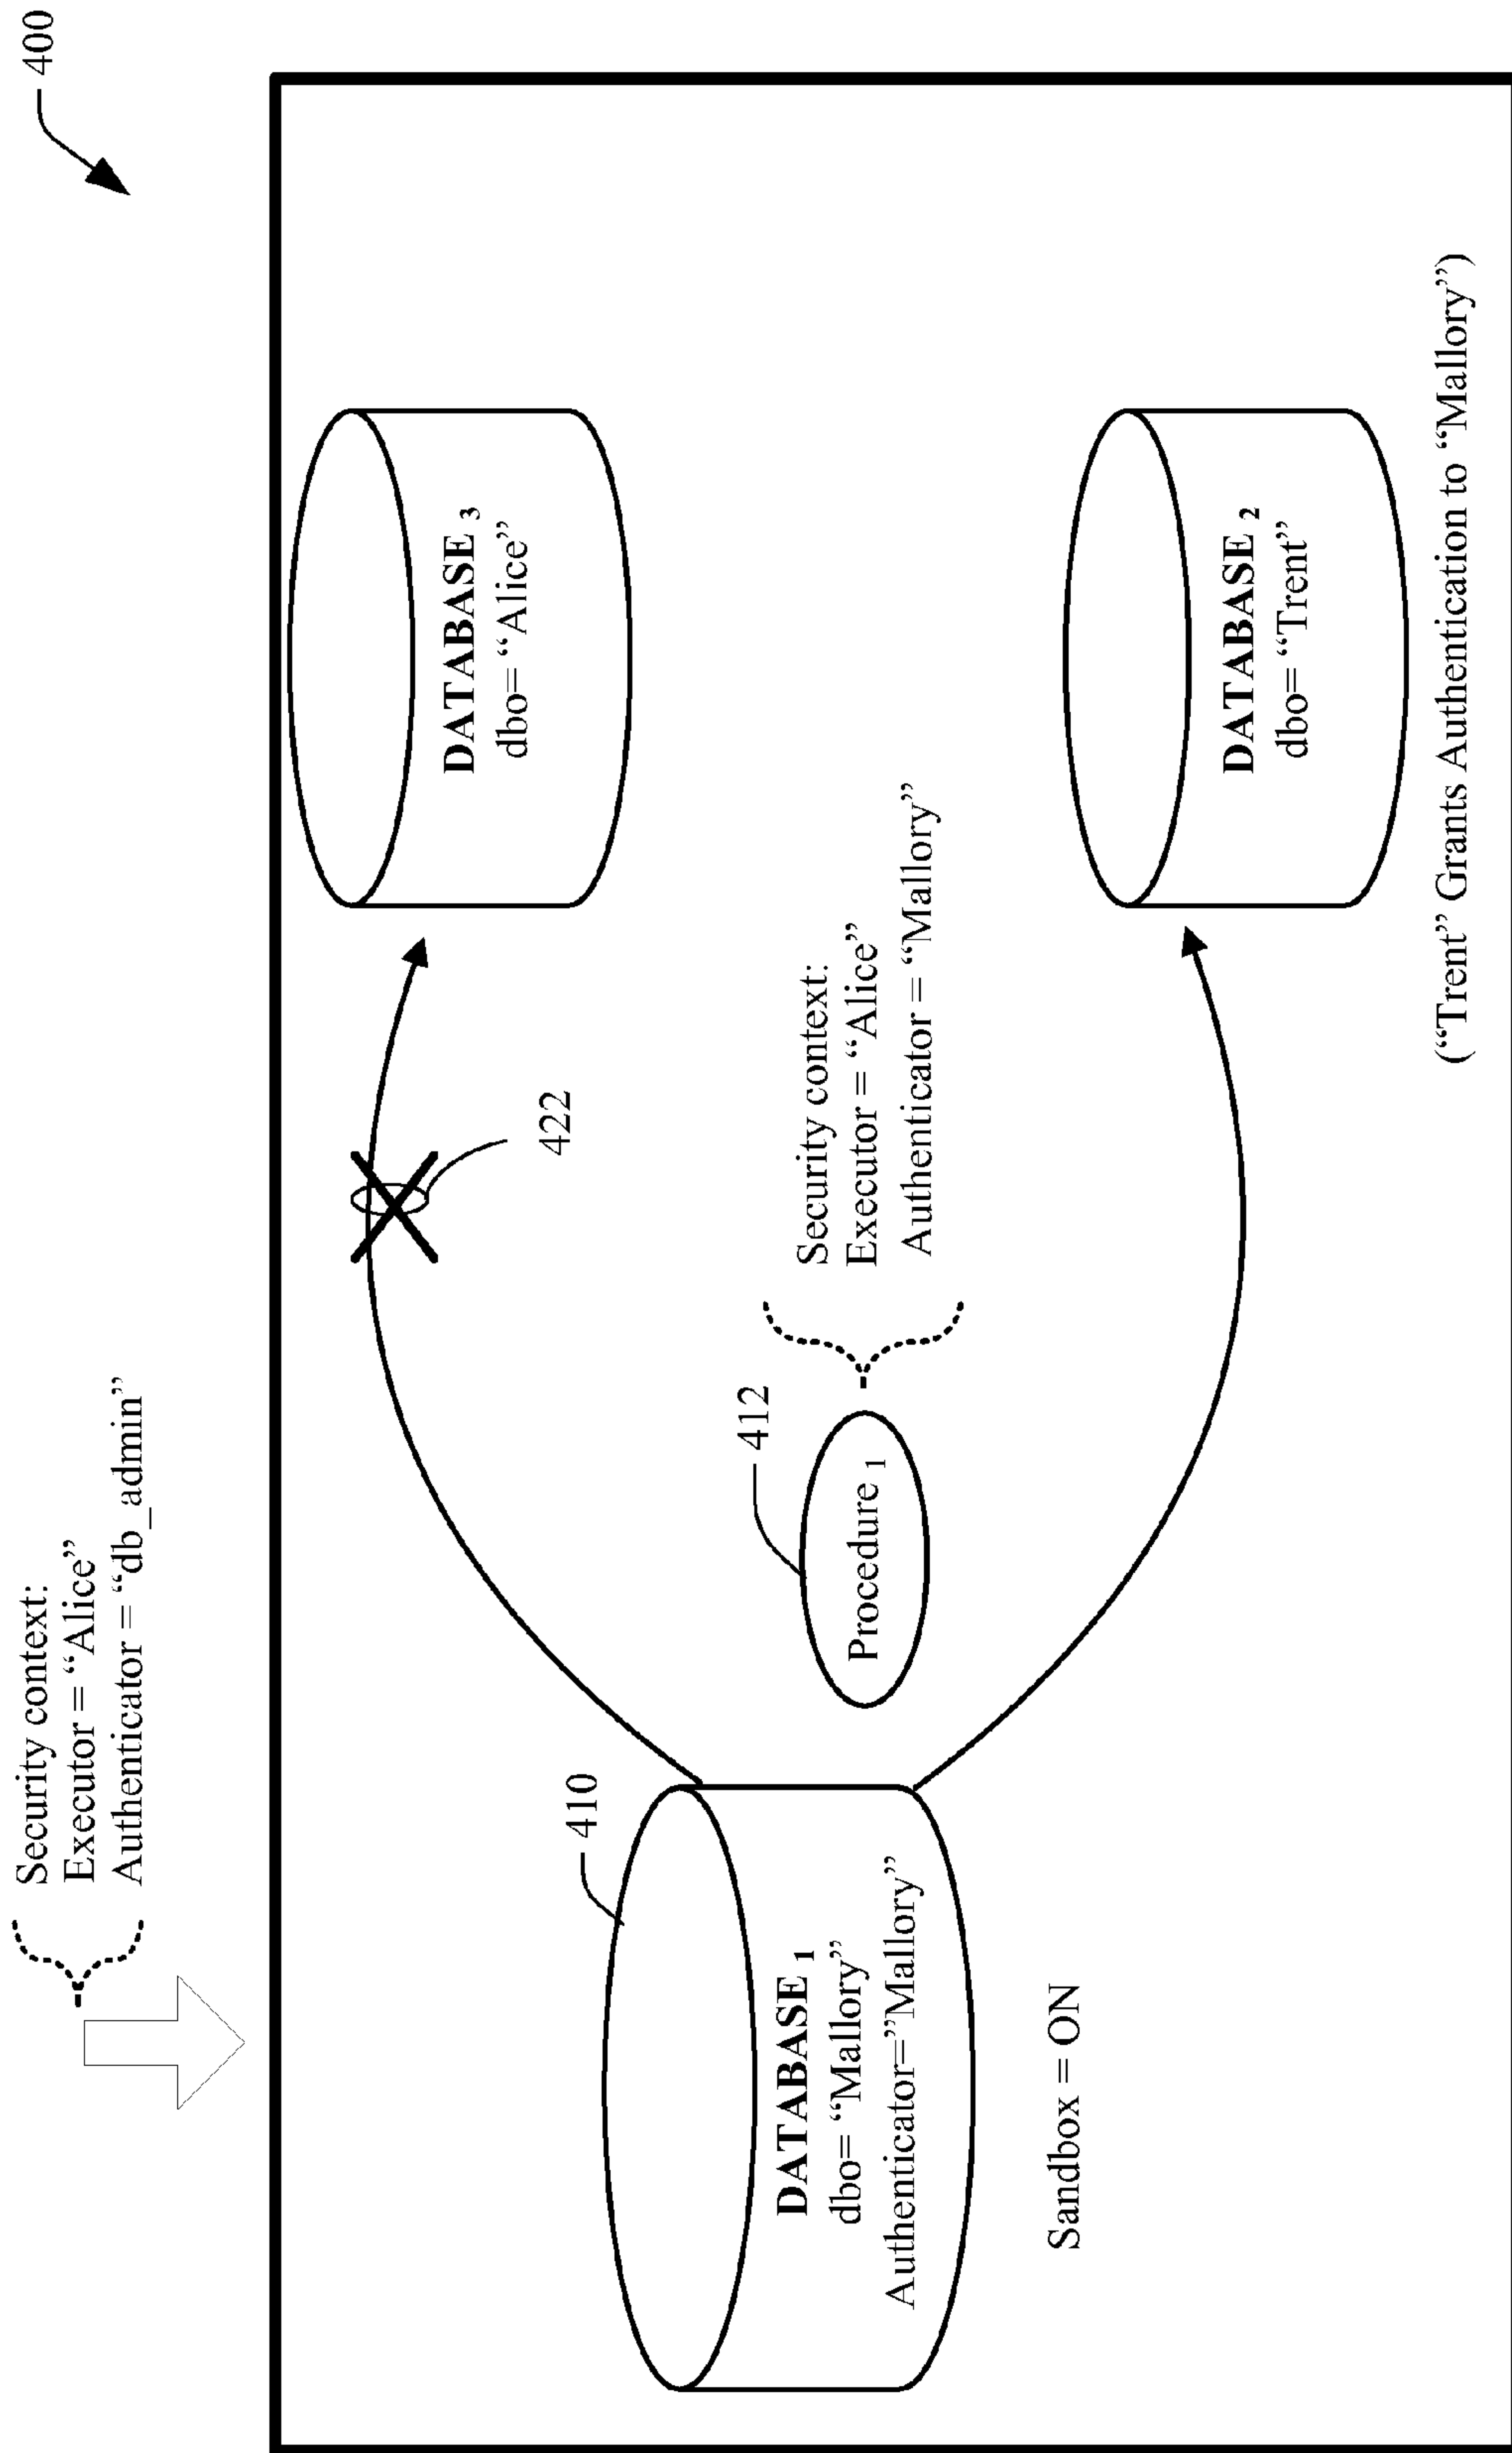 400
Security context:
Executor = “Alice”
Authenticator = “db_admin”
422
DATABASE 3
dbo= “Alice”
410
412
Procedure 1
Security context:
Executor = “Alice”
Authenticator = “Mallory”
DATABASE 1
dbo= “Mallory”
Authenticator=”Mallory”
Sandbox = ON
DATABASE 2
dbo= “Trent”
(“Trent” Grants Authentication to “Mallory”)